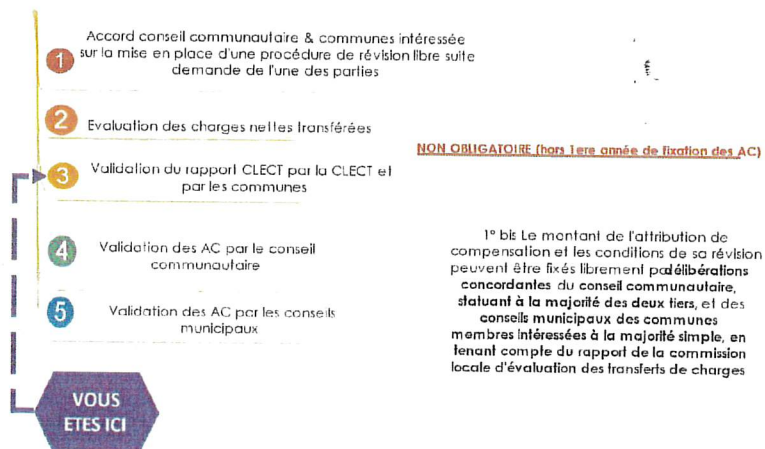 1
Accord conseil communautaire & communes intéressée
sur la mise en place d'une procédure de révision libre suite
demande de l'une des parties
2
Evaluation des charges nettes transférées
3
Validation du rapport CLECT par la CLECT et
par les communes
4
Validation des AC par le conseil
communautaire
5
Validation des AC par les conseils
municipaux
VOUS
ETES ICI
NON OBLIGATOIRE (hors 1ere année de fixation des AC)
1° bis Le montant de l'attribution de
compensation et les conditions de sa révision
peuvent être fixés librement padélibérations
concordantes du conseil communautaire,
statuant à la majorité des deux tiers, et des
conseils municipaux des communes
membres intéressées à la majorité simple, en
tenant compte du rapport de la commission
locale d'évaluation des transferts de charges